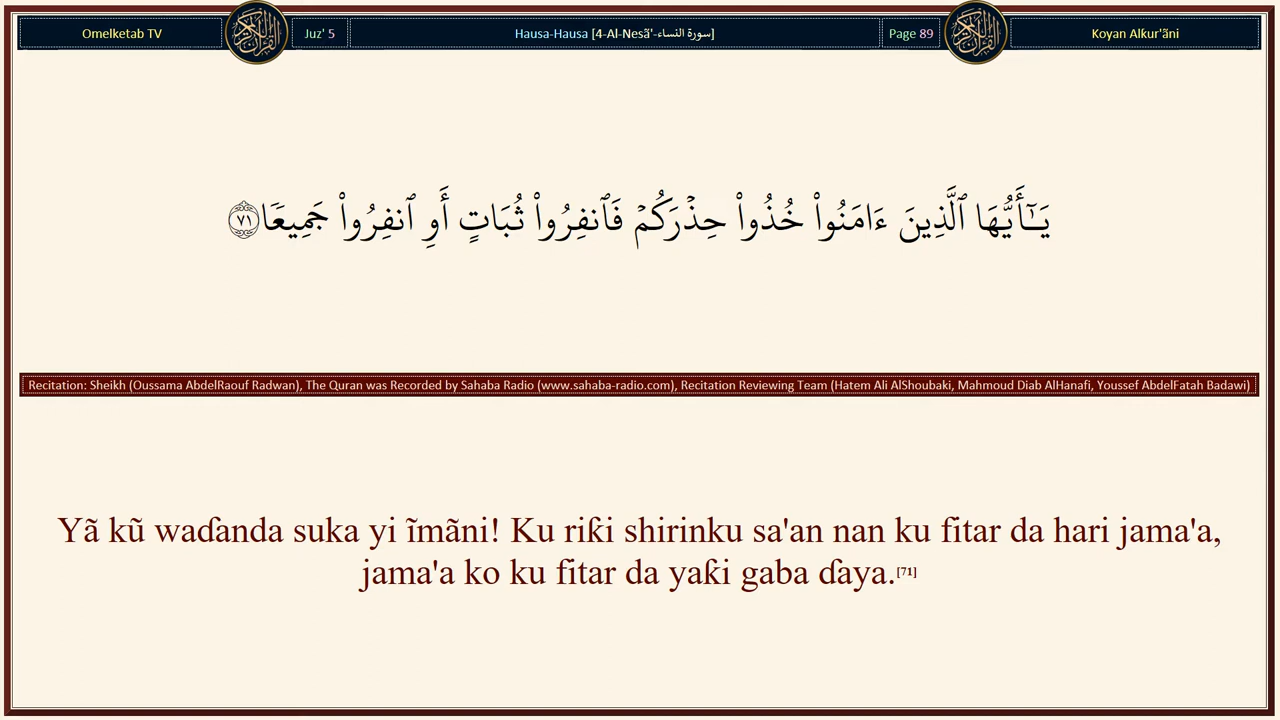 Omelketab TV
Juz' 5
Hausa-Hausa [4-Al-Nesã'-سورة النساء]
Page 89
Koyan Alƙur'ãni
يَـٰٓأَيُّهَا ٱلَّذِينَ ءَامَنُوا۟ خُذُوا۟ حِذْرَكُمْ فَٱنفِرُوا۟ ثُبَاتٍ أَوِ ٱنفِرُوا۟ جَمِيعًا ٧١
Recitation: Sheikh (Oussama AbdelRaouf Radwan), The Quran was Recorded by Sahaba Radio (www.sahaba-radio.com), Recitation Reviewing Team (Hatem Ali AlShoubaki, Mahmoud Diab AlHanafi, Youssef AbdelFatah Badawi)
Yã kũ waɗanda suka yi ĩmãni! Ku riƙi shirinku sa'an nan ku fitar da hari jama'a,
jama'a ko ku fitar da yaƙi gaba ɗaya.[71]